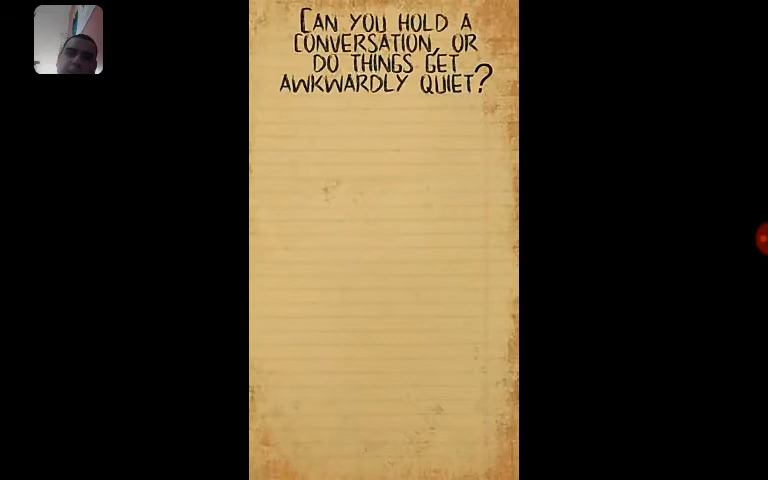 Can you hold a
conversation, or
do things get
awkwardly quiet?